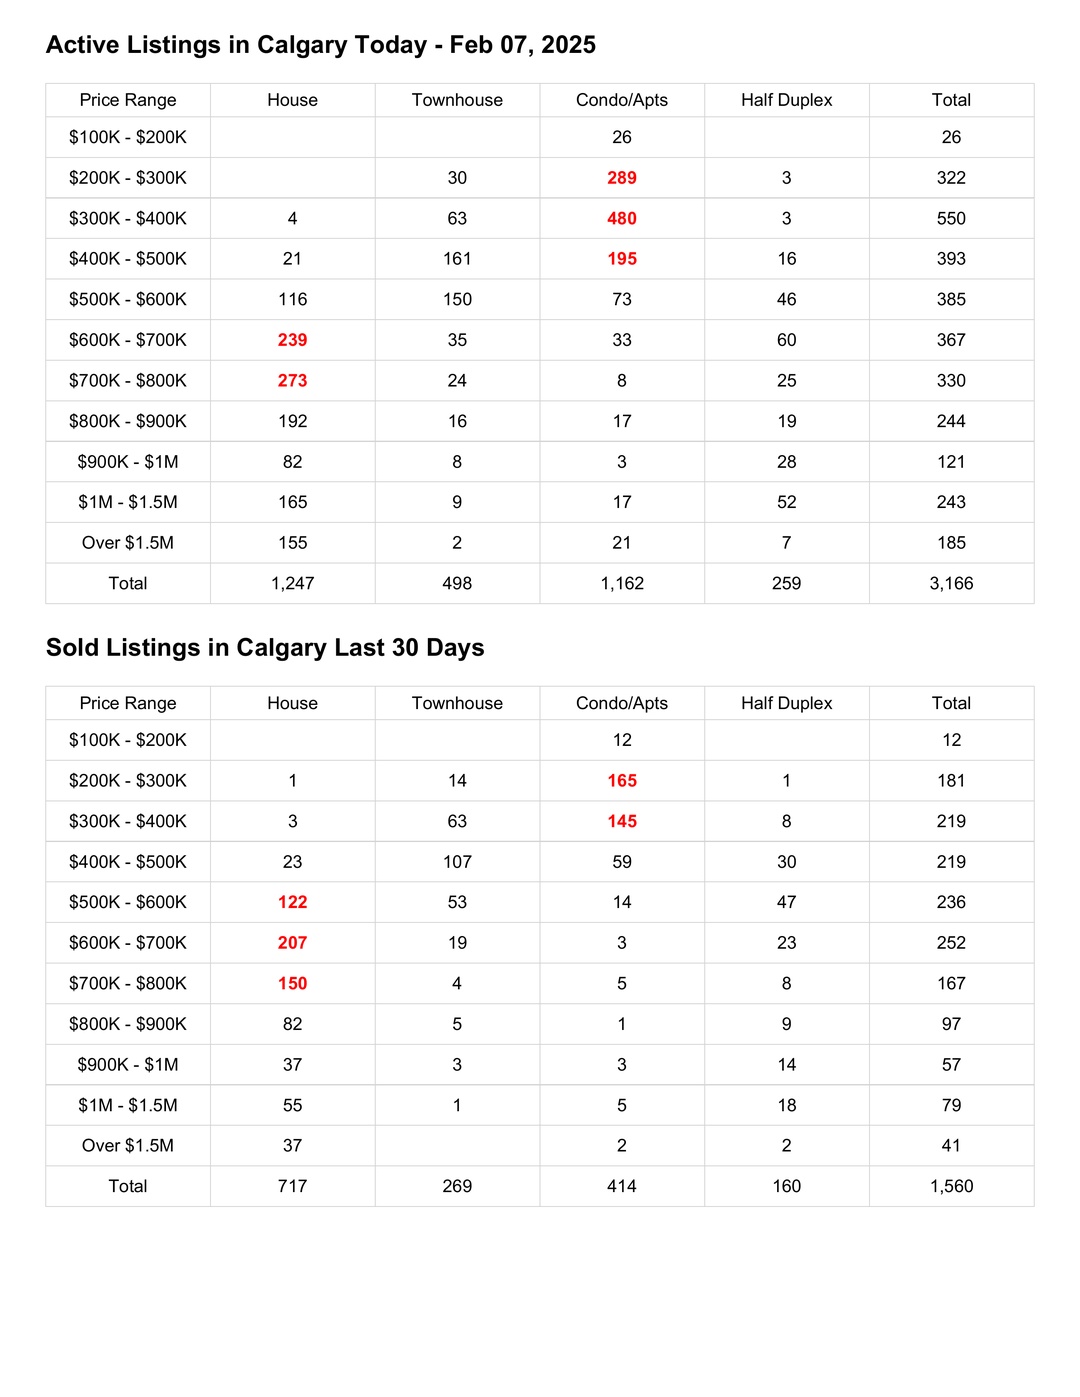 Active Listings in Calgary Today - Feb 07, 2025
Price Range House Townhouse Condo/Apts Half Duplex Total
$100K - $200K 26 26
$200K - $300K 30 289 3 322
$300K - $400K 4 63 480 3 550
$400K - $500K 21 161 195 16 393
$500K - $600K 116 150 73 46 385
$600K - $700K 239 35 33 60 367
$700K - $800K 273 24 8 25 330
$800K - $900K 192 16 17 19 244
$900K - $1M 82 8 3 28 121
$1M - $1.5M 165 9 17 52 243
Over $1.5M 155 2 21 7 185
Total 1,247 498 1,162 259 3,166
Sold Listings in Calgary Last 30 Days
Price Range House Townhouse Condo/Apts Half Duplex Total
$100K - $200K 12 12
$200K - $300K 1 14 165 1 181
$300K - $400K 3 63 145 8 219
$400K - $500K 23 107 59 30 219
$500K - $600K 122 53 14 47 236
$600K - $700K 207 19 3 23 252
$700K - $800K 150 4 5 8 167
$800K - $900K 82 5 1 9 97
$900K - $1M 37 3 3 14 57
$1M - $1.5M 55 1 5 18 79
Over $1.5M 37 2 2 41
Total 717 269 414 160 1,560